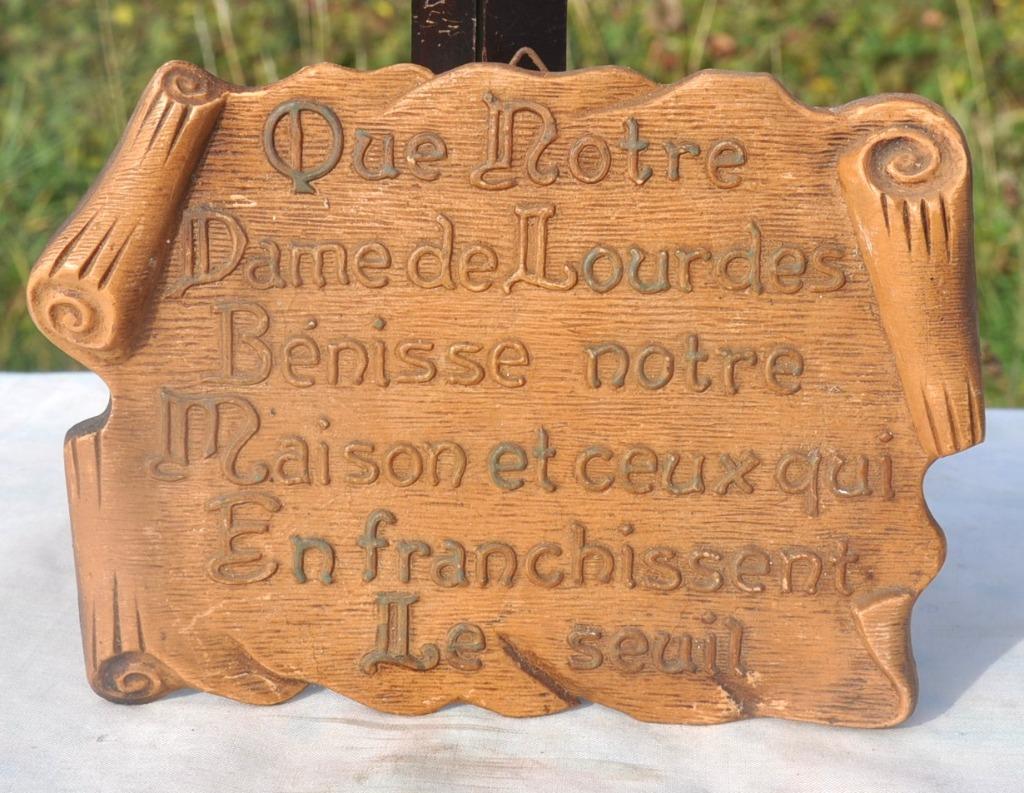 Que Notre
Dame de Lourdes
Bénisse notre
Maison et ceux qui
En franchissent
Le seuil